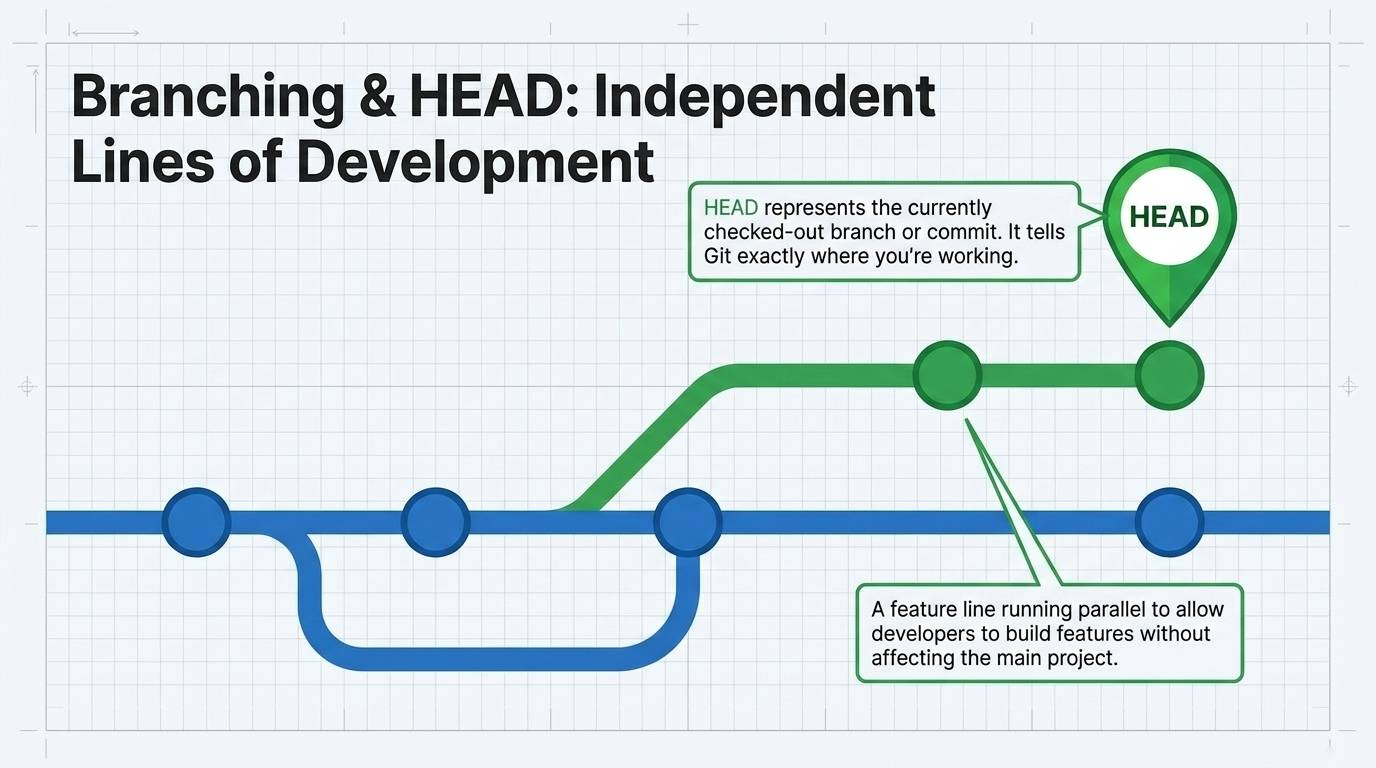 Branching & HEAD: Independent
Lines of Development
HEAD represents the currently
checked-out branch or commit. It tells
Git exactly where you're working.
HEAD
A feature line running parallel to allow
developers to build features without
affecting the main project.